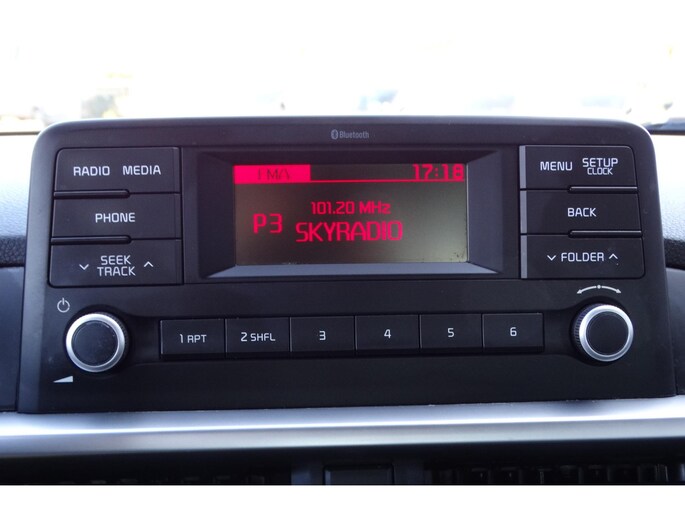 Bluetooth
RADIO MEDIA
PHONE
SEEK
TRACK
FMA 17:18
101.20 MHz
P3 SKYRADIO
MENU SETUP
CLOCK
BACK
FOLDER
1 RPT 2 SHFL 3 4 5 6